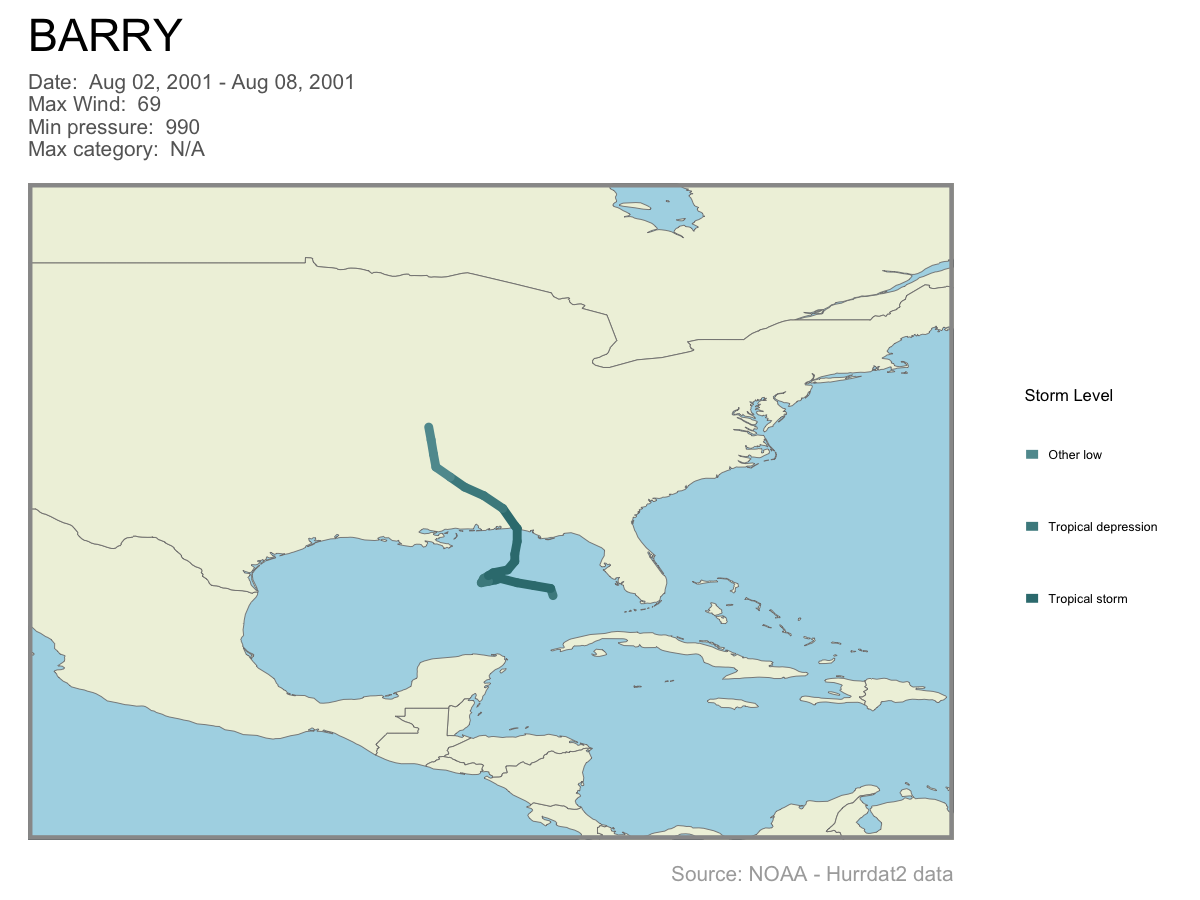 BARRY
Date:  Aug 02, 2001 - Aug 08, 2001
Max Wind:  69
Min pressure:  990
Max category:  N/A
Storm Level
Other low
Tropical depression
Tropical storm
Source: NOAA - Hurrdat2 data